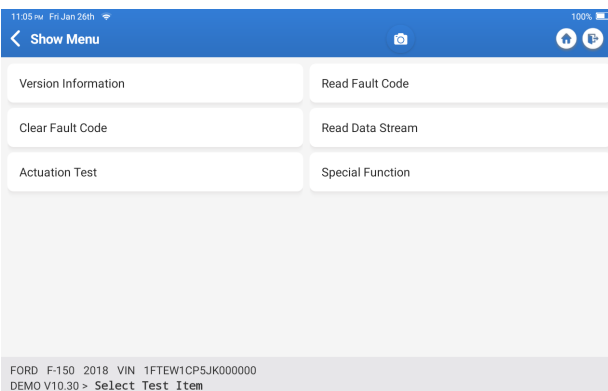 11:05 PM Fri Jan 26th 100%
Show Menu
Version Information Read Fault Code
Clear Fault Code Read Data Stream
Actuation Test Special Function
FORD F-150 2018 VIN 1FTEW1CP5JK000000
DEMO V10.30 > Select Test Item